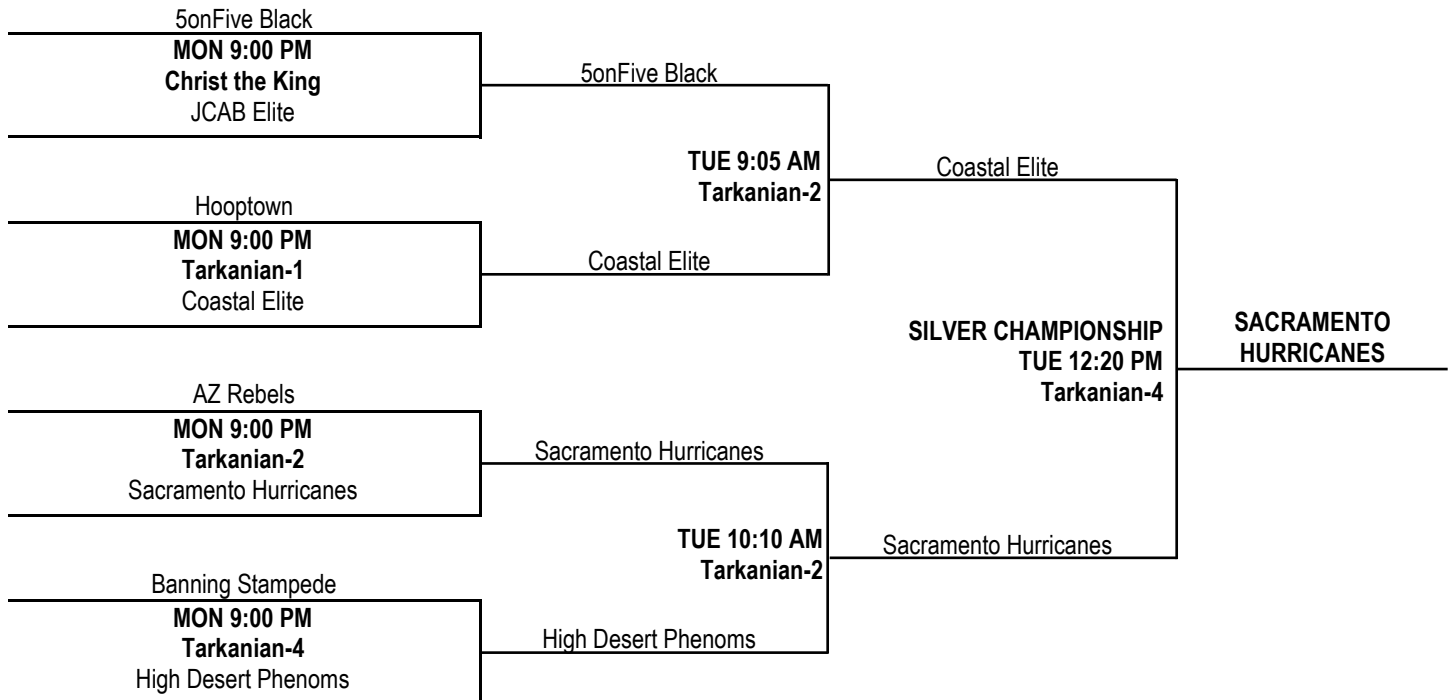 5onFive Black
MON 9:00 PM
Christ the King
JCAB Elite
Hooptown
MON 9:00 PM
Tarkanian-1
Coastal Elite
AZ Rebels
MON 9:00 PM
Tarkanian-2
Sacramento Hurricanes
Banning Stampede
MON 9:00 PM
Tarkanian-4
High Desert Phenoms
5onFive Black
TUE 9:05 AM
Tarkanian-2
Coastal Elite
Sacramento Hurricanes
TUE 10:10 AM
Tarkanian-2
High Desert Phenoms
Coastal Elite
SILVER CHAMPIONSHIP
TUE 12:20 PM
Tarkanian-4
Sacramento Hurricanes
SACRAMENTO
HURRICANES